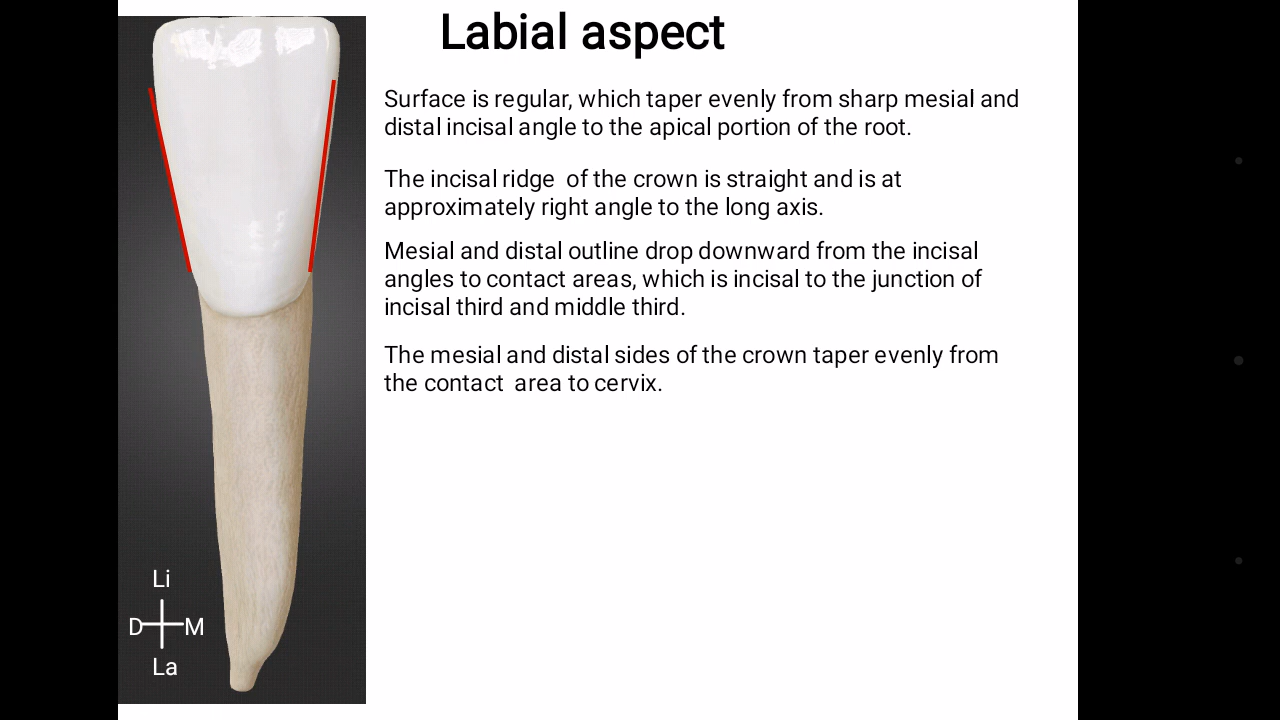 Labial aspect
Surface is regular, which taper evenly from sharp mesial and
distal incisal angle to the apical portion of the root.
The incisal ridge of the crown is straight and is at
approximately right angle to the long axis.
Mesial and distal outline drop downward from the incisal
angles to contact areas, which is incisal to the junction of
incisal third and middle third.
The mesial and distal sides of the crown taper evenly from
the contact area to cervix.
Li
D M
La